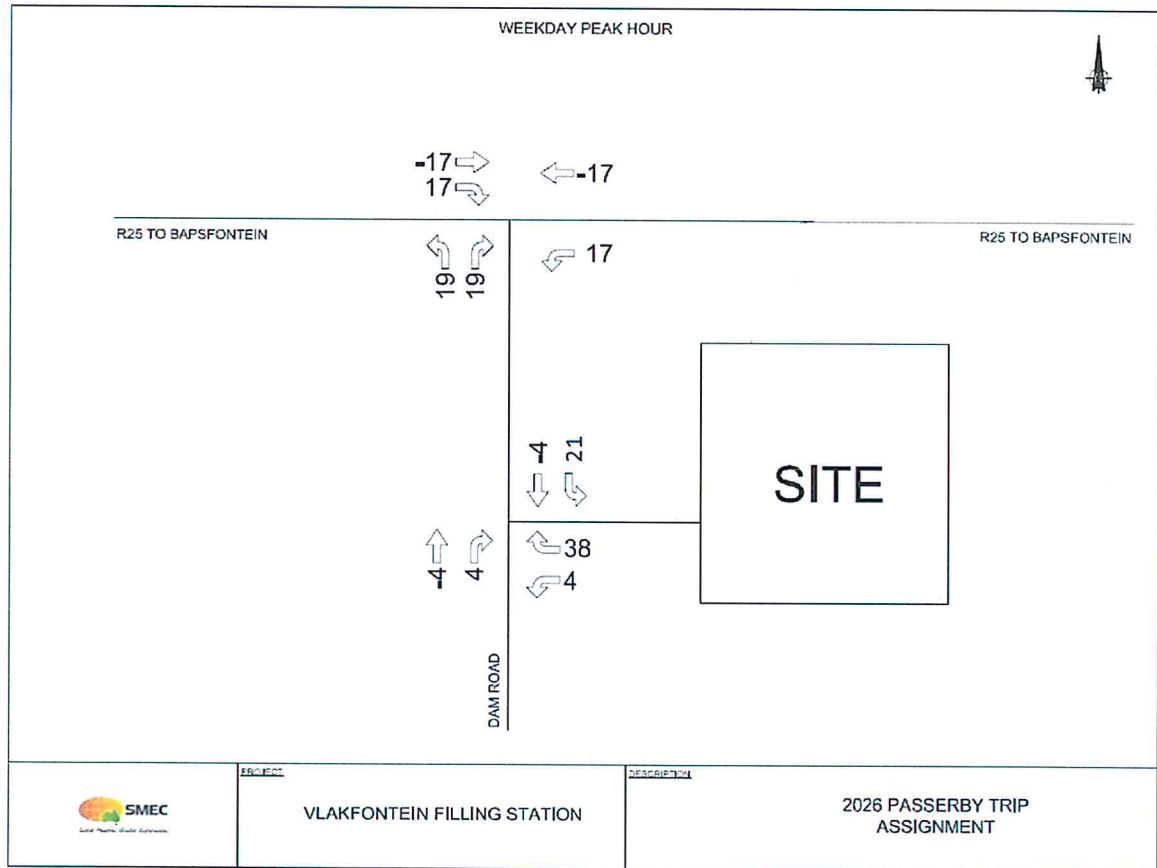 WEEKDAY PEAK HOUR
-17
17
-17
R25 TO BAPSFONTEIN
R25 TO BAPSFONTEIN
19
19
17
-4
21
SITE
38
4
-4
4
DAM ROAD
PROJECT
DESCRIPTION
SMEC
VLAKFONTEIN FILLING STATION
2026 PASSERBY TRIP
ASSIGNMENT